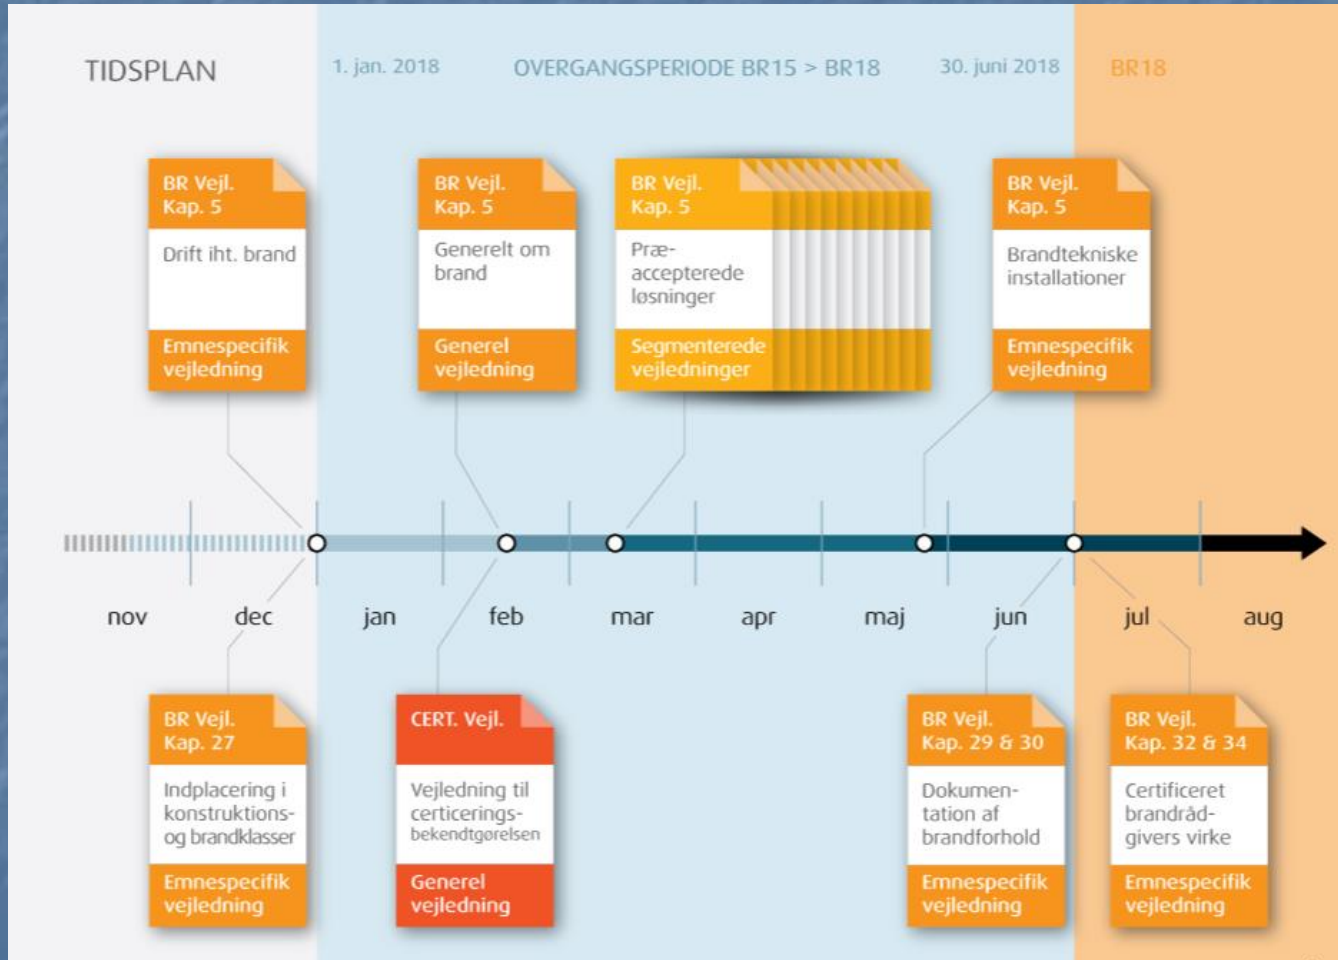 TIDSPLAN
1. jan. 2018
OVERGANGSPERIODE BR15 > BR18
30. juni 2018
BR18
BR Vejl.
Kap. 5
Drift iht. brand
Emnespecifik
vejledning
BR Vejl.
Kap. 5
Generelt om
brand
Generel
vejledning
BR Vejl.
Kap. 5
Præ-
accepterede
løsninger
Segmenterede
vejledninger
BR Vejl.
Kap. 5
Brandtekniske
installationer
Emnespecifik
vejledning
nov
dec
jan
feb
mar
apr
maj
jun
jul
aug
BR Vejl.
Kap. 27
Indplacering i
konstruktions-
og brandklasser
Emnespecifik
vejledning
CERT. Vejl.
Vejledning til
certicerings-
bekendtgørelsen
Generel
vejledning
BR Vejl.
Kap. 29 & 30
Dokumen-
tation af
brandforhold
Emnespecifik
vejledning
BR Vejl.
Kap. 32 & 34
Certificeret
brandråd-
givers virke
Emnespecifik
vejledning